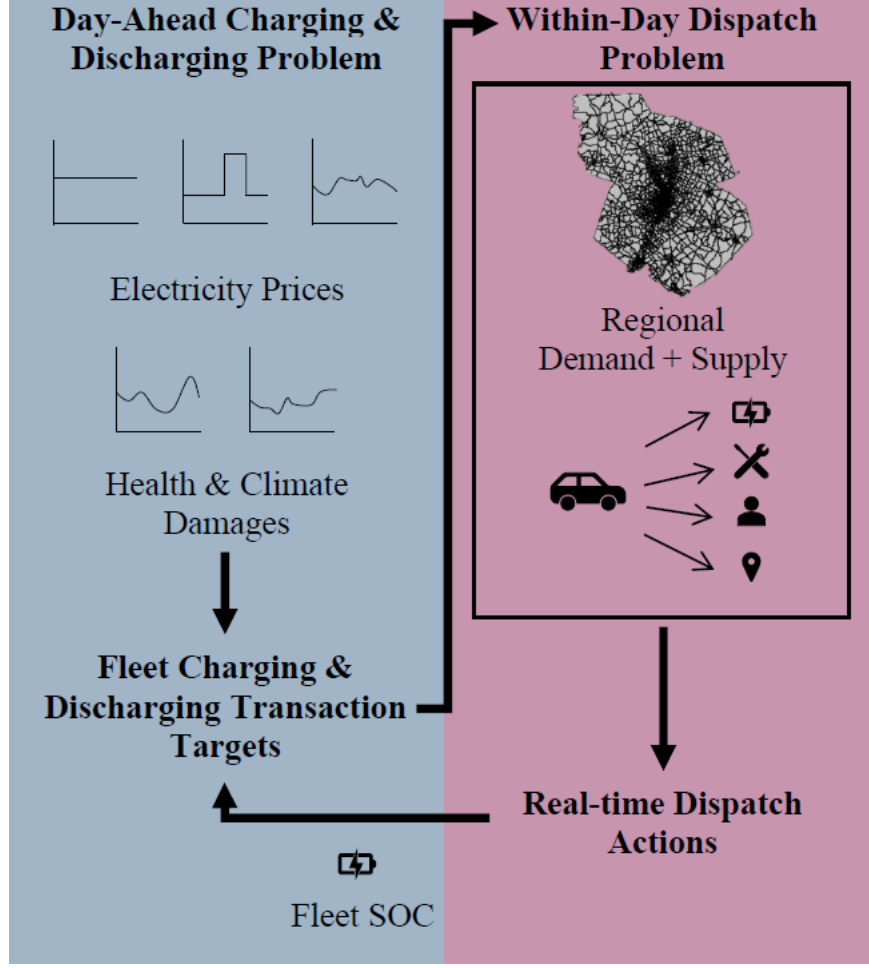 Day-Ahead Charging &
Discharging Problem
Electricity Prices
Health & Climate
Damages
Fleet Charging &
Discharging Transaction
Targets
Fleet SOC
Within-Day Dispatch
Problem
Regional
Demand + Supply
Real-time Dispatch
Actions